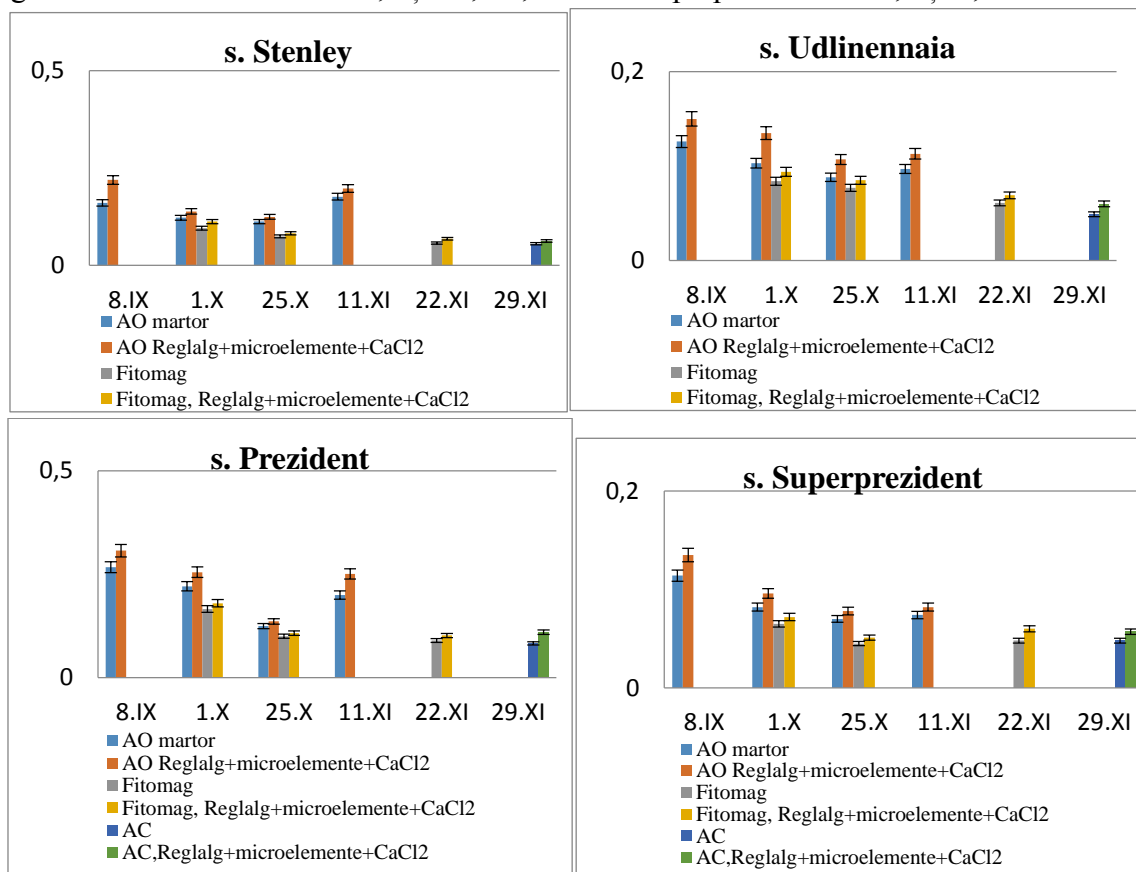 s. Stenley
0,5
0
8.IX 1.X 25.X 11.XI 22.XI 29.XI
AO martor
AO Reglalg+microelemente+CaCl2
Fitomag
Fitomag, Reglalg+microelemente+CaCl2
s. Udlinennaia
0,2
0
8.IX 1.X 25.X 11.XI 22.XI 29.XI
AO martor
AO Reglalg+microelemente+CaCl2
Fitomag
Fitomag, Reglalg+microelemente+CaCl2
s. Prezident
0,5
0
8.IX 1.X 25.X 11.XI 22.XI 29.XI
AO martor
AO Reglalg+microelemente+CaCl2
Fitomag
Fitomag, Reglalg+microelemente+CaCl2
AC
AC,Reglalg+microelemente+CaCl2
s. Superprezident
0,2
0
8.IX 1.X 25.X 11.XI 22.XI 29.XI
AO martor
AO Reglalg+microelemente+CaCl2
Fitomag
Fitomag, Reglalg+microelemente+CaCl2
AC
AC,Reglalg+microelemente+CaCl2